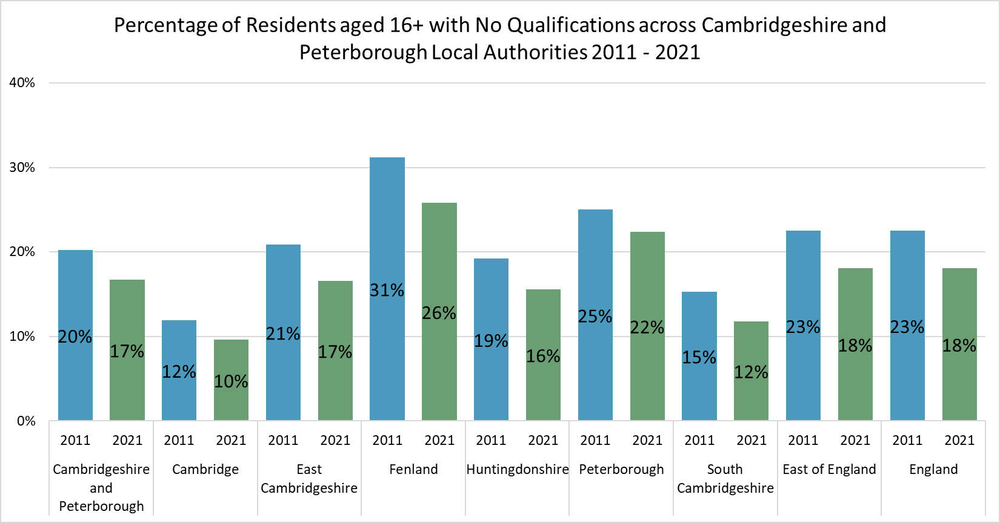 Percentage of Residents aged 16+ with No Qualifications across Cambridgeshire and
Peterborough Local Authorities 2011 - 2021
40%
30%
20%
10%
0%
20%
17%
12%
10%
21%
17%
31%
26%
19%
16%
25%
22%
15%
12%
23%
18%
23%
18%
2011 2021 2011 2021 2011 2021 2011 2021 2011 2021 2011 2021 2011 2021 2011 2021 2011 2021
Cambridgeshire
and
Peterborough
Cambridge
East
Cambridgeshire
Fenland
Huntingdonshire
Peterborough
South
Cambridgeshire
East of England
England